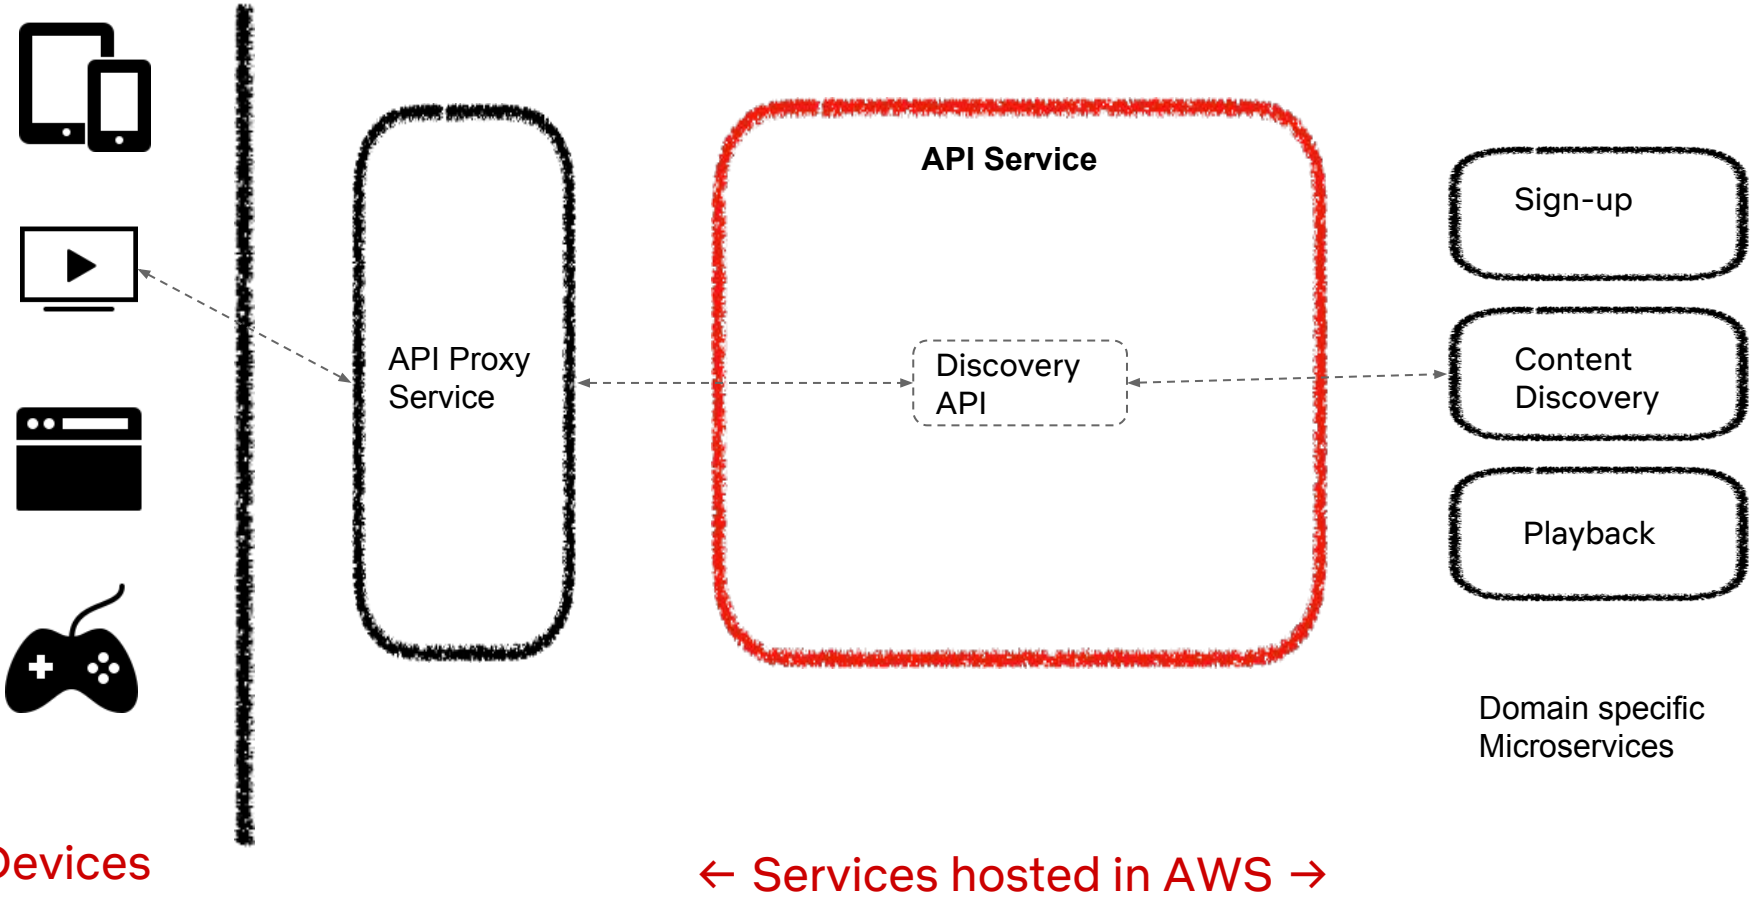 API Service
Sign-up
API Proxy
Service
Discovery
API
Content
Discovery
Playback
Domain specific
Microservices
Devices
← Services hosted in AWS →